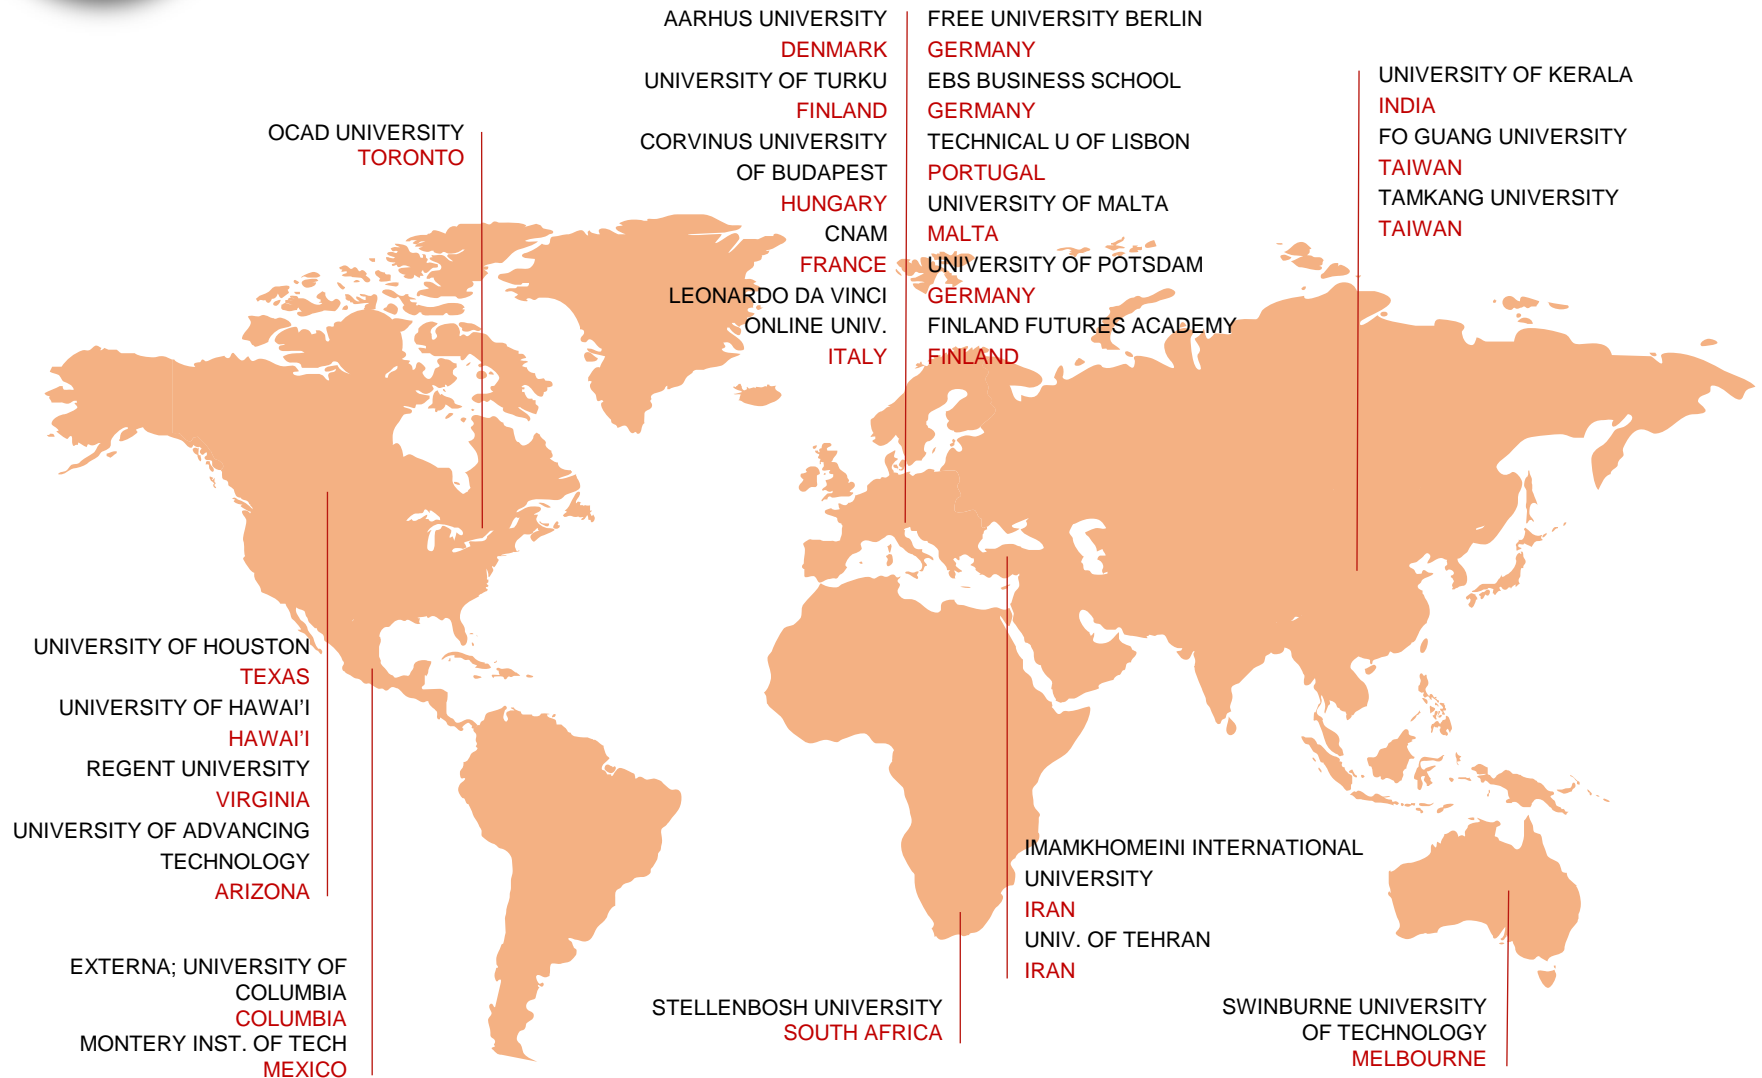 AARHUS UNIVERSITY
DENMARK
UNIVERSITY OF TURKU
FINLAND
CORVINUS UNIVERSITY
OF BUDAPEST
HUNGARY
CNAM
FRANCE
LEONARDO DA VINCI
ONLINE UNIV.
ITALY
FREE UNIVERSITY BERLIN
GERMANY
EBS BUSINESS SCHOOL
GERMANY
TECHNICAL U OF LISBON
PORTUGAL
UNIVERSITY OF MALTA
MALTA
UNIVERSITY OF POTSDAM
GERMANY
FINLAND FUTURES ACADEMY
FINLAND
UNIVERSITY OF KERALA
INDIA
FO GUANG UNIVERSITY
TAIWAN
TAMKANG UNIVERSITY
TAIWAN
OCAD UNIVERSITY
TORONTO
UNIVERSITY OF HOUSTON
TEXAS
UNIVERSITY OF HAWAI’I
HAWAI’I
REGENT UNIVERSITY
VIRGINIA
UNIVERSITY OF ADVANCING
TECHNOLOGY
ARIZONA
EXTERNA; UNIVERSITY OF
COLUMBIA
COLUMBIA
MONTERY INST. OF TECH
MEXICO
STELLENBOSH UNIVERSITY
SOUTH AFRICA
IMAMKHOMEINI INTERNATIONAL
UNIVERSITY
IRAN
UNIV. OF TEHRAN
IRAN
SWINBURNE UNIVERSITY
OF TECHNOLOGY
MELBOURNE